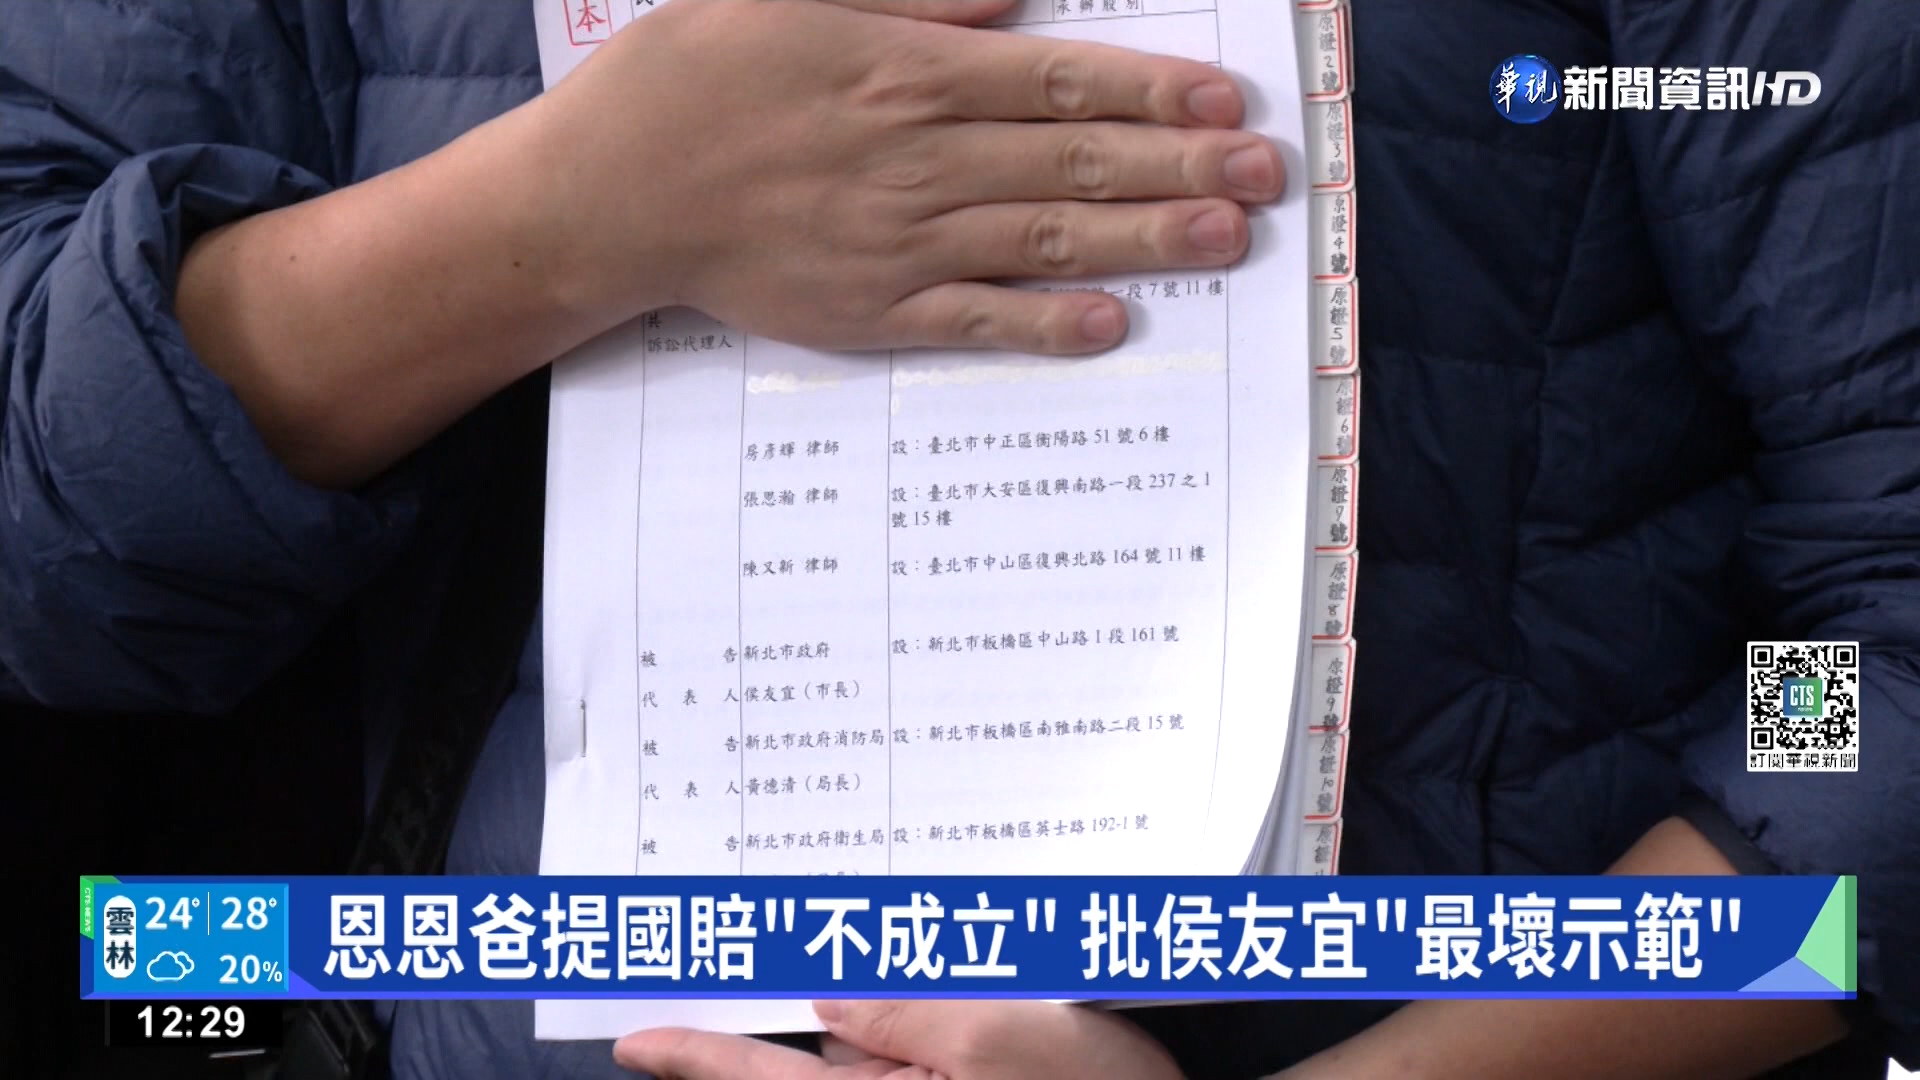 本
承辦股別
華視新聞資訊HD
原證2號
原證3號
原證4號
原證5號
原證6號
原證7號
原證8號
原證9號
原證10號
原證
一段7號11樓
共
訴訟代理人
房彥輝 律師 設：臺北市中正區衡陽路51號6樓
張思瀚 律師 設：臺北市大安區復興南路一段237之1
號15樓
陳又新 律師 設：臺北市中山區復興北路164號11樓
被告 新北市政府 設：新北市板橋區中山路1段161號
代表人 侯友宜（市長）
被告 新北市政府消防局 設：新北市板橋區南雅南路二段15號
代表人 黃德清（局長）
被告 新北市政府衛生局 設：新北市板橋區英士路192-1號
CTS
訂閱華視新聞
雲林
24° 28°
20%
恩恩爸提國賠"不成立" 批侯友宜"最壞示範"
12:29